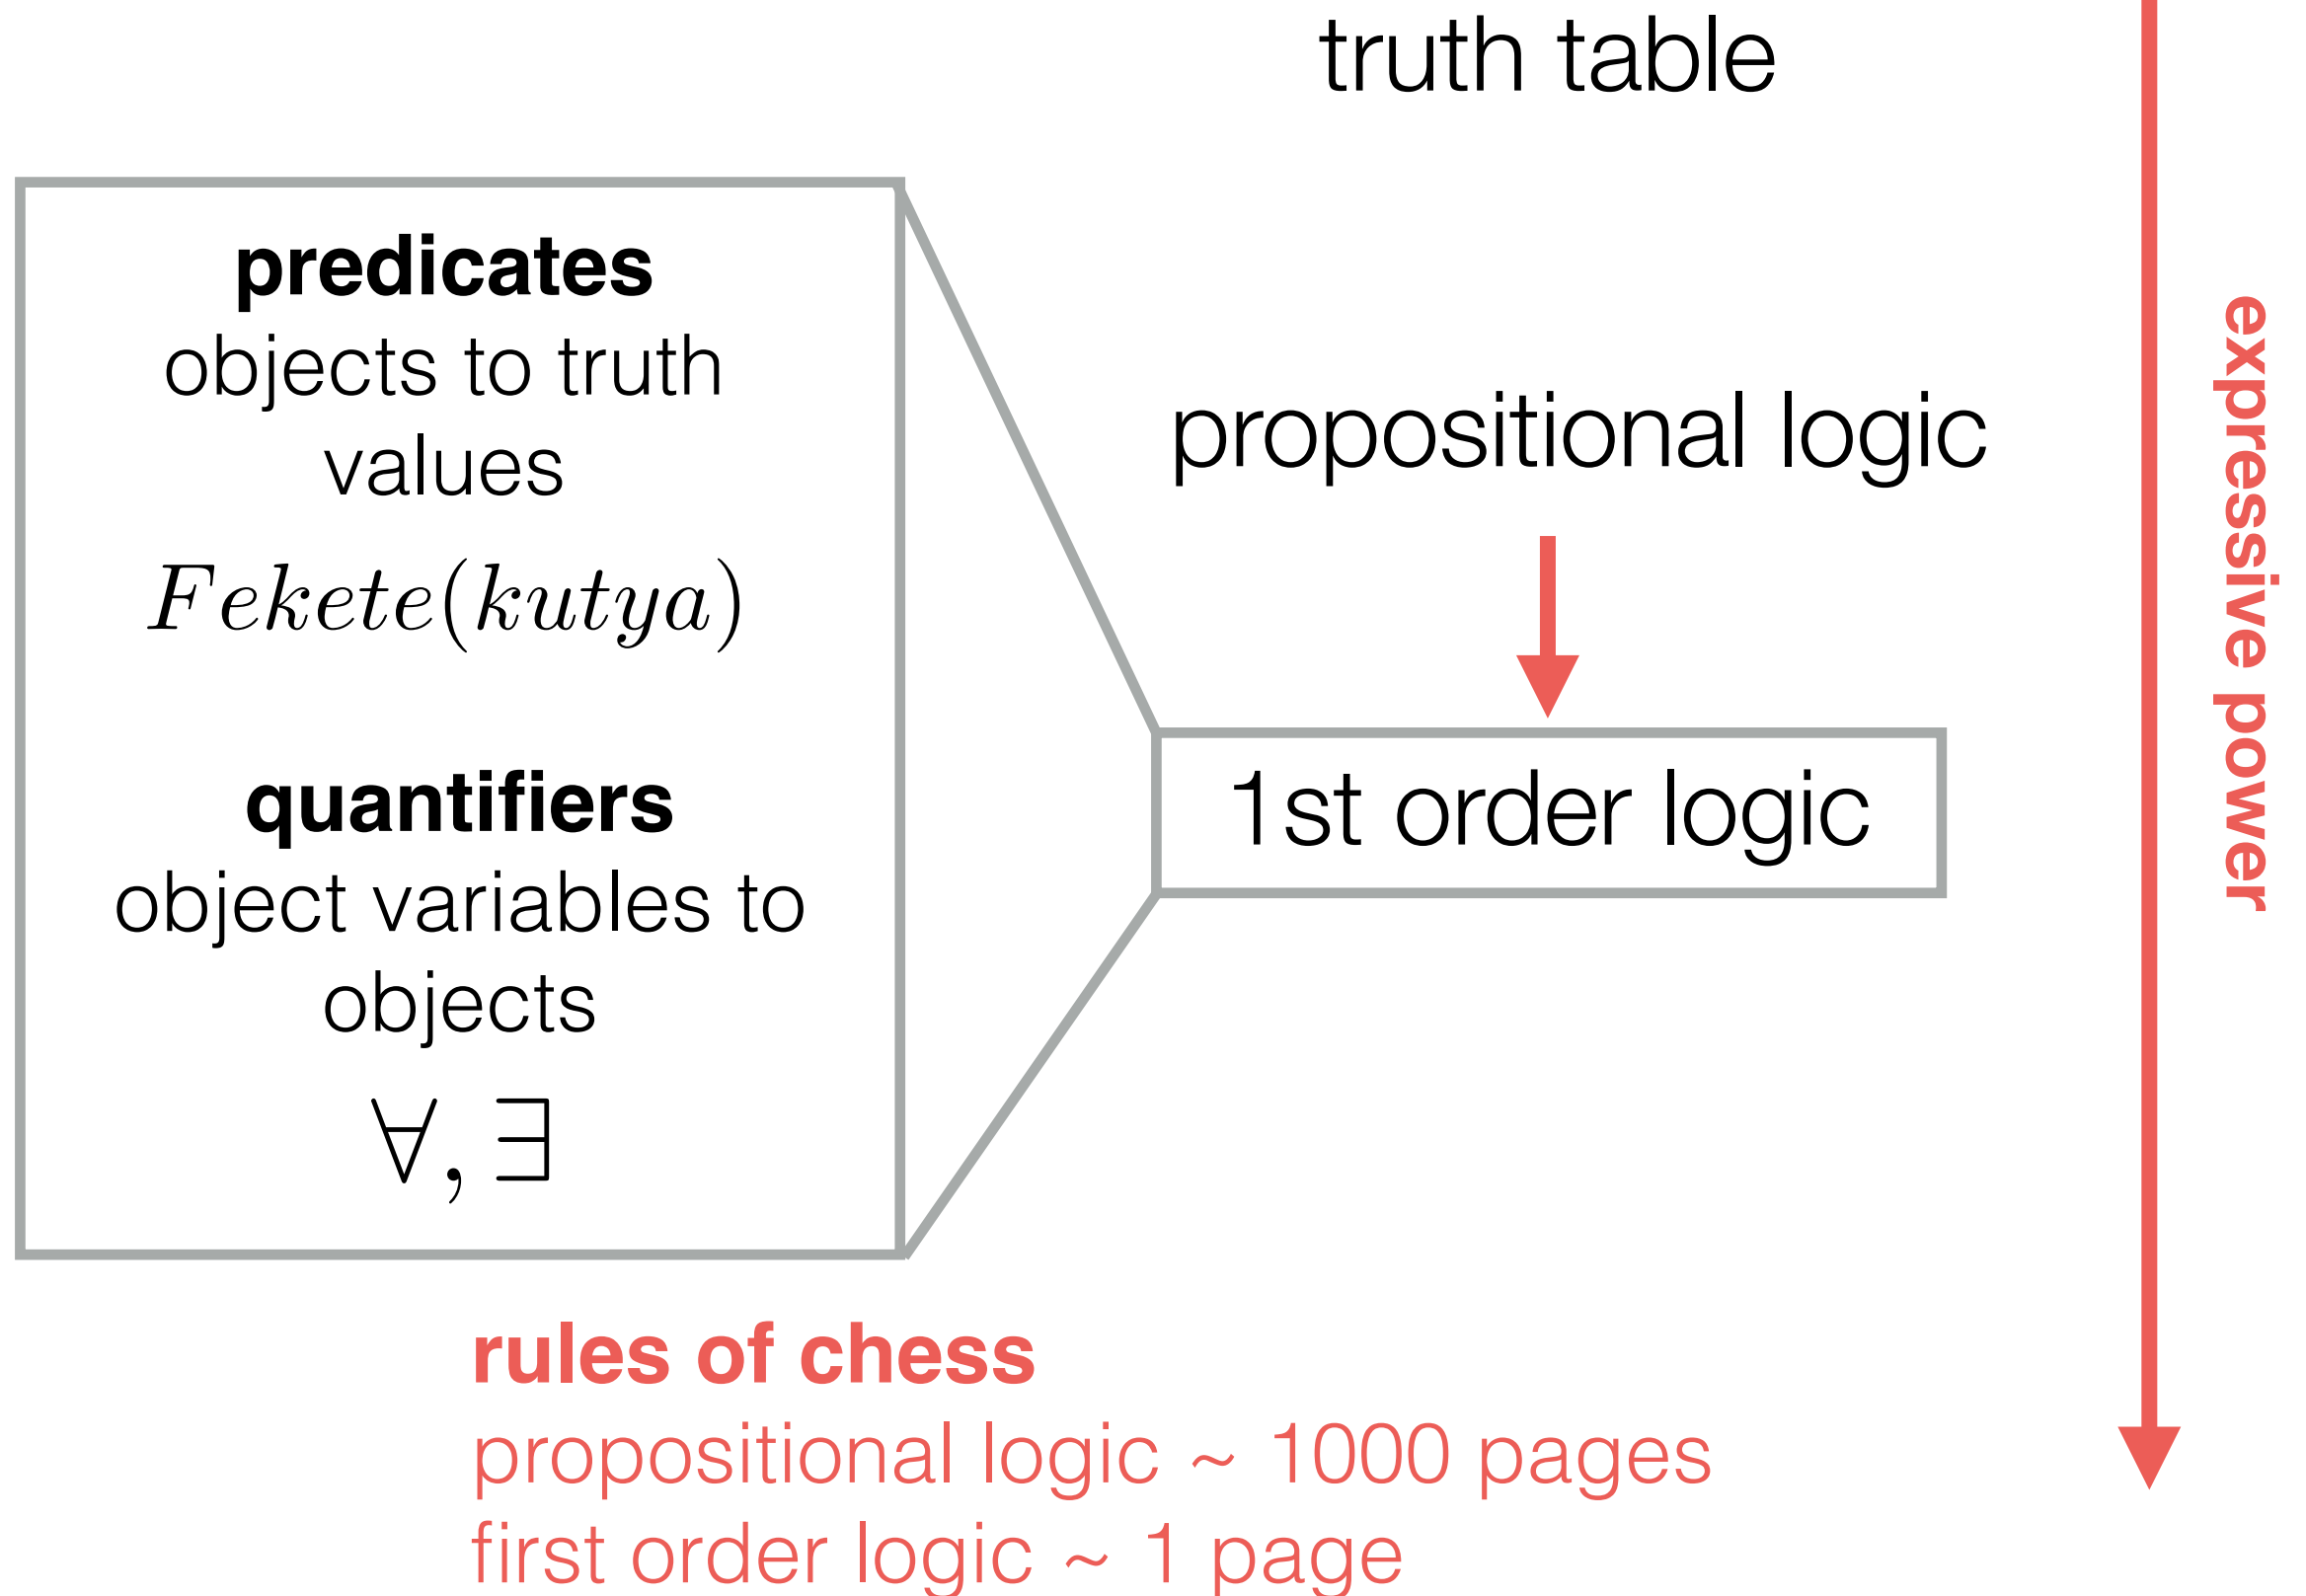 truth table
predicates
objects to truth
values
Fekete(kutya)
quantifiers
object variables to
objects
∀, ∃
propositional logic
1st order logic
expressive power
rules of chess
propositional logic ~ 1000 pages
first order logic ~ 1 page